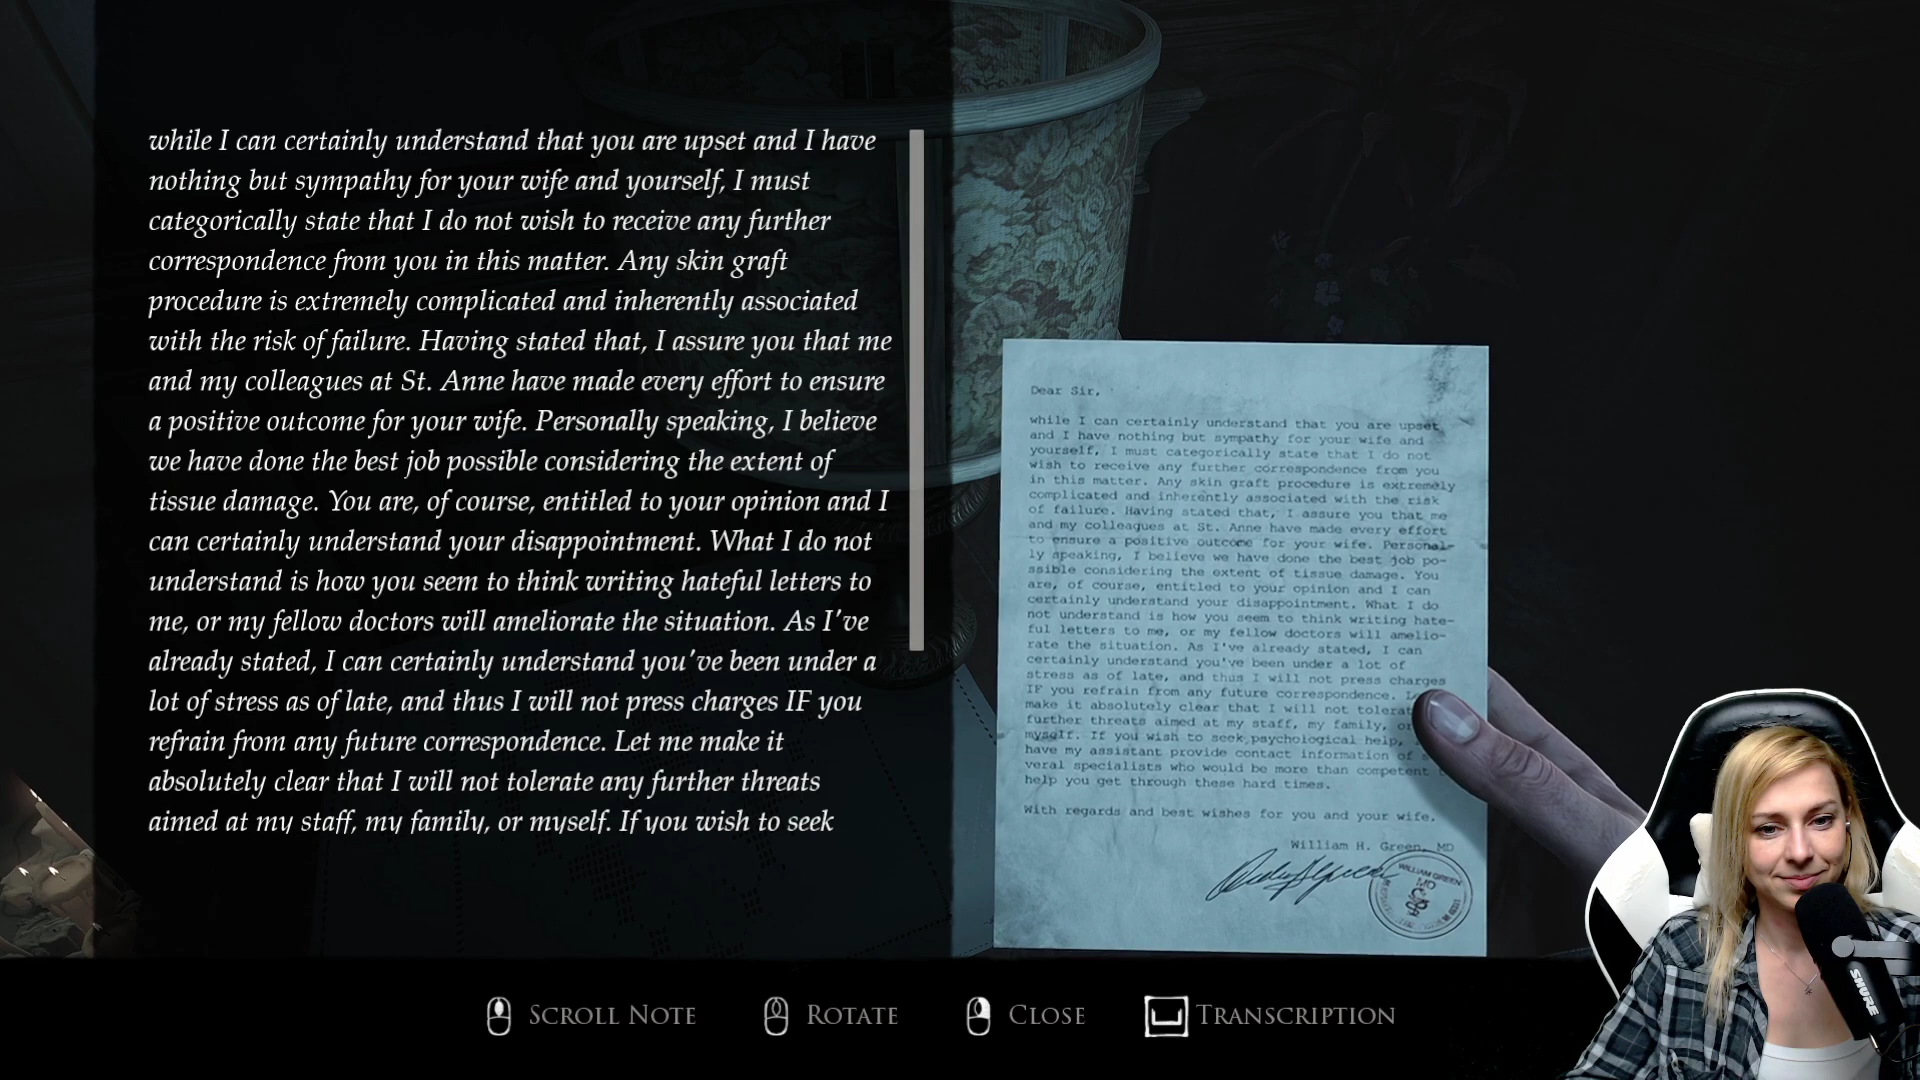 while I can certainly understand that you are upset and I have
nothing but sympathy for your wife and yourself, I must
categorically state that I do not wish to receive any further
correspondence from you in this matter. Any skin graft
procedure is extremely complicated and inherently associated
with the risk of failure. Having stated that, I assure you that me
and my colleagues at St. Anne have made every effort to ensure
a positive outcome for your wife. Personally speaking, I believe
we have done the best job possible considering the extent of
tissue damage. You are, of course, entitled to your opinion and I
can certainly understand your disappointment. What I do not
understand is how you seem to think writing hateful letters to
me, or my fellow doctors will ameliorate the situation. As I've
already stated, I can certainly understand you've been under a
lot of stress as of late, and thus I will not press charges IF you
refrain from any future correspondence. Let me make it
absolutely clear that I will not tolerate any further threats
aimed at my staff, my family, or myself. If you wish to seek
Dear Sir,
while I can certainly understand that you are upset
and I have nothing but sympathy for your wife and
yourself, I must categorically state that I do not
wish to receive any further correspondence from you
in this matter. Any skin graft procedure is extremely
complicated and inherently associated with the risk
of failure. Having stated that, I assure you that me
and my colleagues at St. Anne have made every effort
to ensure a positive outcome for your wife. Personal-
ly speaking, I believe we have done the best job po-
ssible considering the extent of tissue damage. You
are, of course, entitled to your opinion and I can
certainly understand your disappointment. What I do
not understand is how you seem to think writing hate-
ful letters to me, or my fellow doctors will amelio-
rate the situation. As I've already stated, I can
certainly understand you've been under a lot of
stress as of late, and thus I will not press charges
IF you refrain from any future correspondence.
make it absolutely clear that I will not tolerat
further threats aimed at my staff, my family, or
myself. If you wish to seek psychological help,
have my assistant provide contact information of
veral specialists who would be more than competent
help you get through these hard times.
With regards and best wishes for you and your wife.
William H. Green, MD
WILLIAM GREEN
MD
SCROLL NOTE
ROTATE
CLOSE
TRANSCRIPTION
SHURE